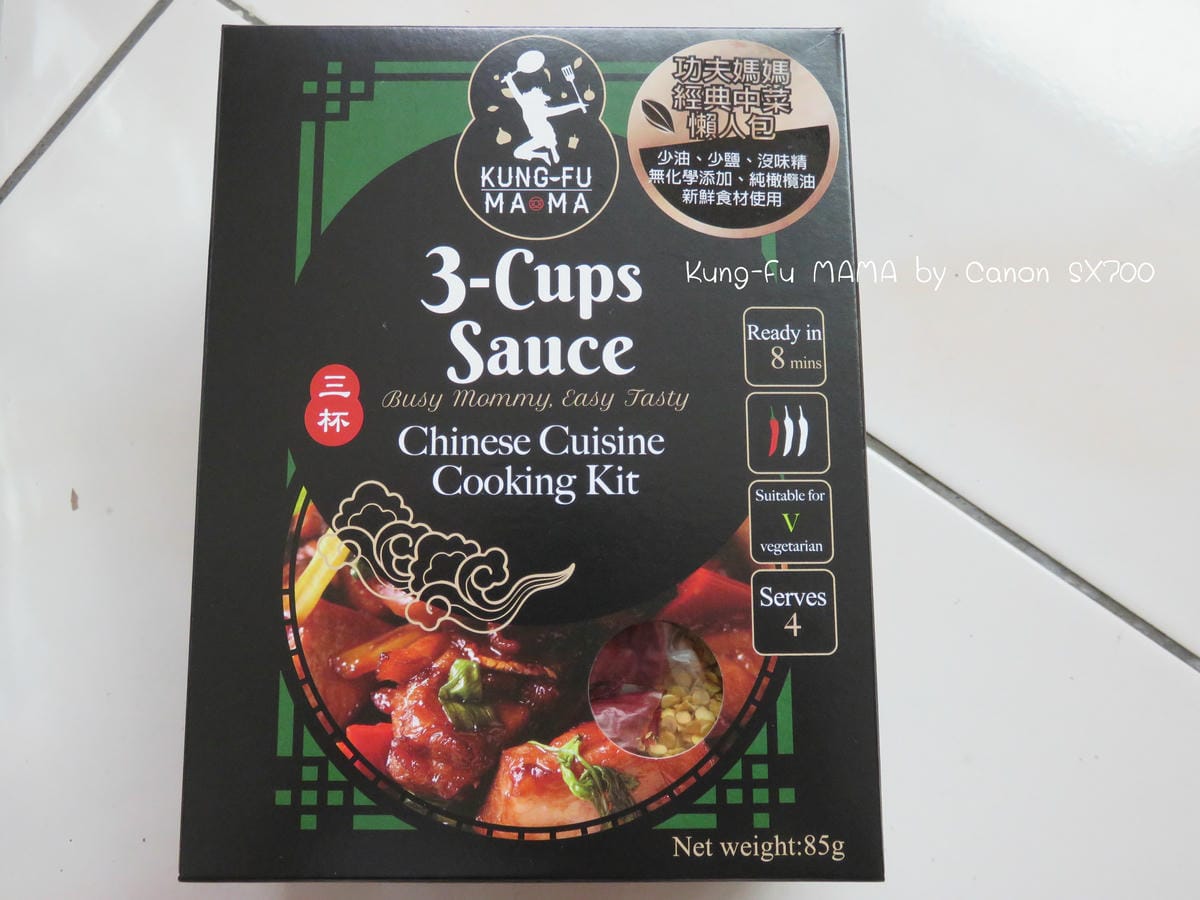 KUNG-FU
MA MA
功夫媽媽
經典中菜
懶人包
少油、少鹽、沒味精
無化學添加、純橄欖油
新鮮食材使用
3-Cups
Sauce
Kung-Fu MAMA by Canon SX700
三
杯
Busy Mommy, Easy Tasty
Chinese Cuisine
Cooking Kit
Ready in
8 mins
Suitable for
V
vegetarian
Serves
4
Net weight:85g